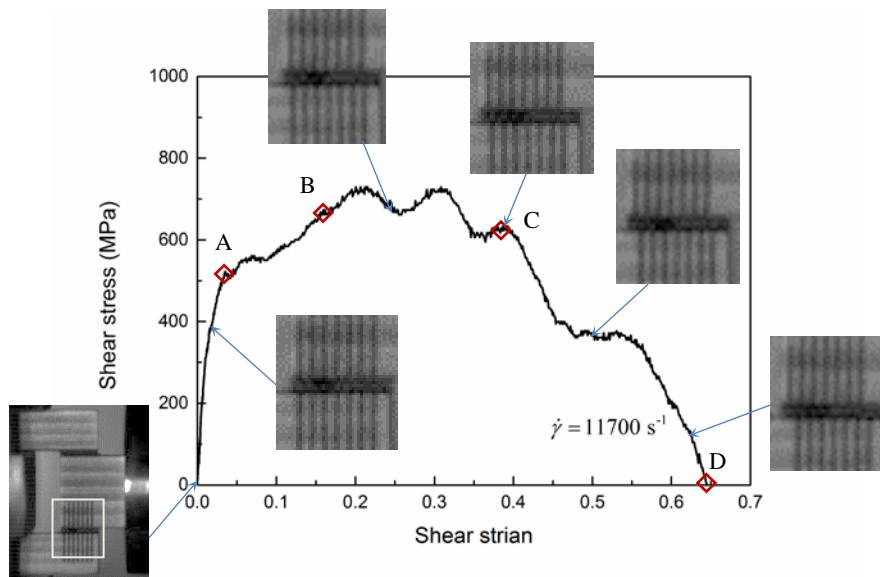 1000
800
B
600
C
A
Shear stress (MPa)
400
200
γ̇ = 11700 s⁻¹
D
0
0.0 0.1 0.2 0.3 0.4 0.5 0.6 0.7
Shear strian